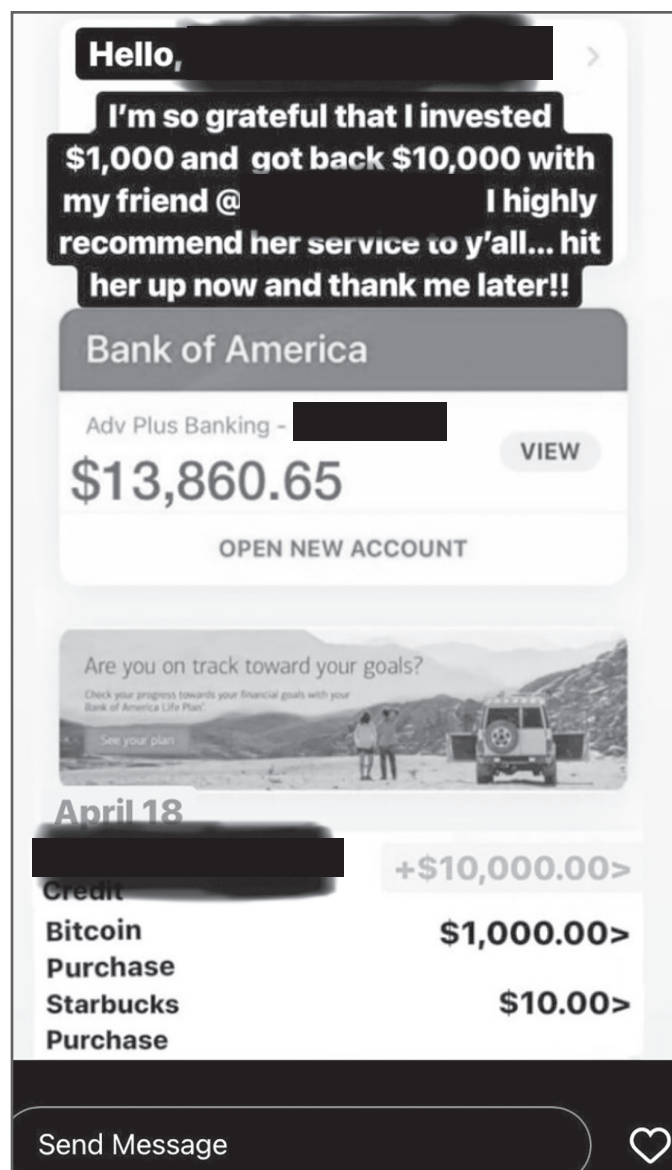 Hello,
I'm so grateful that I invested
$1,000 and got back $10,000 with
my friend @ I highly
recommend her service to y'all... hit
her up now and thank me later!!
Bank of America
Adv Plus Banking -
$13,860.65
VIEW
OPEN NEW ACCOUNT
Are you on track toward your goals?
Check your progress towards your financial goals with your
Bank of America Life Plan®.
See your plan
April 18
+$10,000.00>
Credit
Bitcoin
Purchase
$1,000.00>
Starbucks
Purchase
$10.00>
Send Message